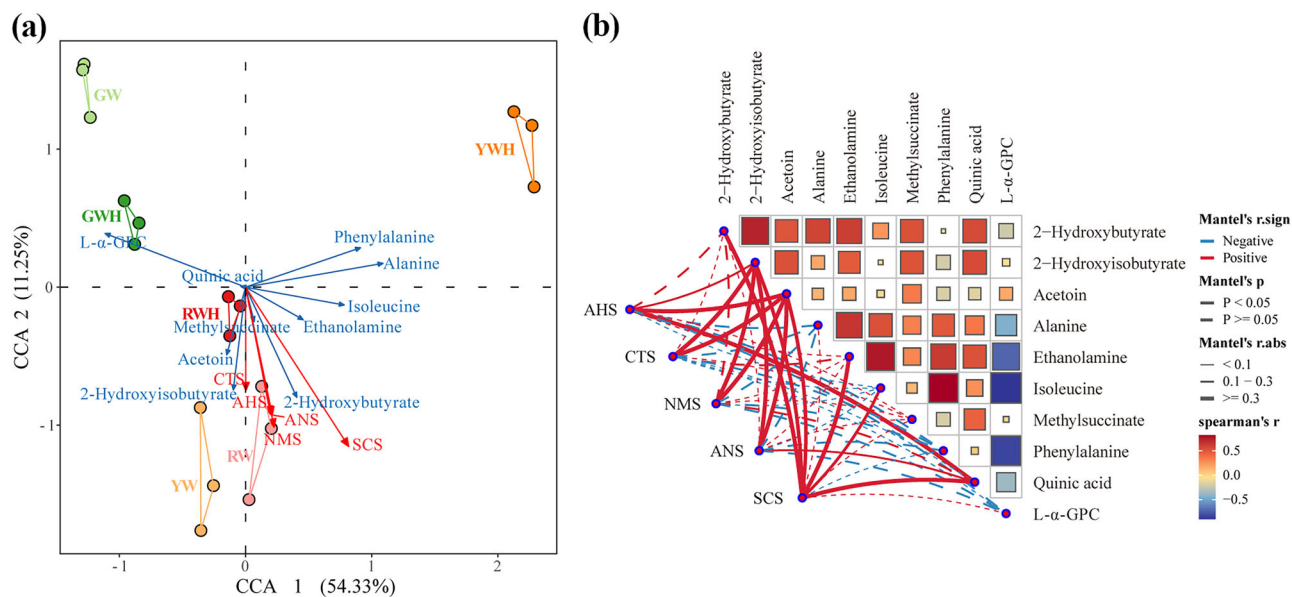 (a)
GW
YWH
GWH
L-α-GPC
Phenylalanine
Alanine
Quinic acid
RWH
Isoleucine
Methylsuccinate
Ethanolamine
Acetoin
CTS
2-Hydroxyisobutyrate
AHS
2-Hydroxybutyrate
ANS
NMS
SCS
RW
YW
1
0
-1
CCA 2 (11.25%)
-1
0
1
2
CCA 1 (54.33%)
(b)
2−Hydroxybutyrate
2−Hydroxyisobutyrate
Acetoin
Alanine
Ethanolamine
Isoleucine
Methylsuccinate
Phenylalanine
Quinic acid
L-α-GPC
2−Hydroxybutyrate
2−Hydroxyisobutyrate
Acetoin
Alanine
Ethanolamine
Isoleucine
Methylsuccinate
Phenylalanine
Quinic acid
L-α-GPC
AHS
CTS
NMS
ANS
SCS
Mantel's r.sign
Negative
Positive
Mantel's p
P < 0.05
P >= 0.05
Mantel's r.abs
< 0.1
0.1 − 0.3
>= 0.3
spearman's r
0.5
0.0
−0.5